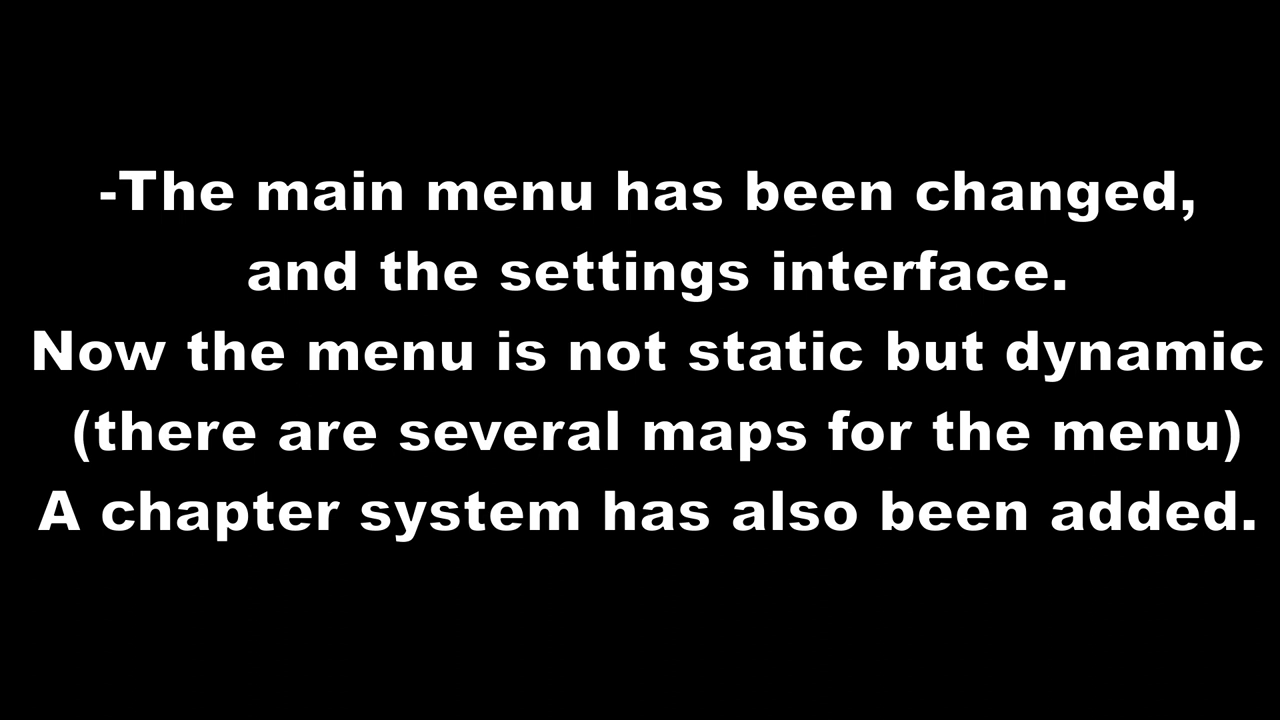 -The main menu has been changed,
and the settings interface.
Now the menu is not static but dynamic
(there are several maps for the menu)
A chapter system has also been added.